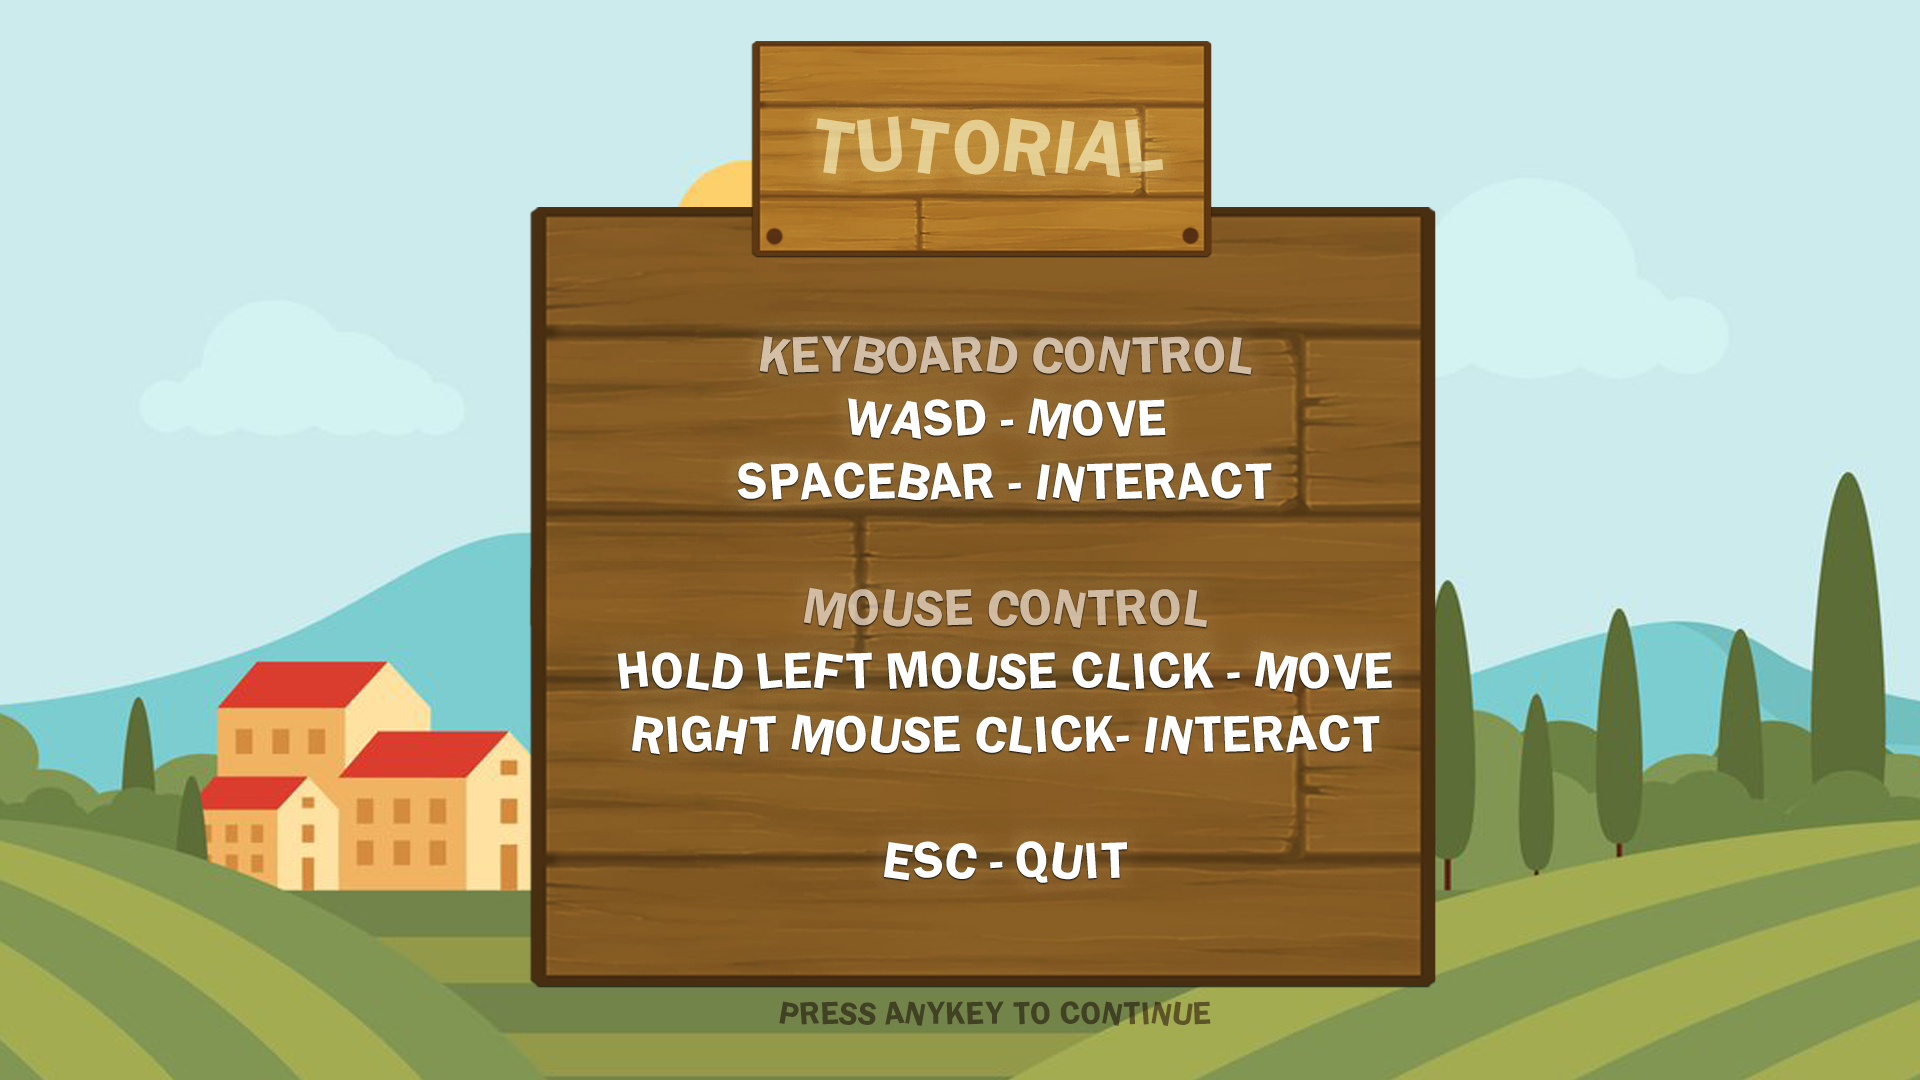 TUTORIAL
KEYBOARD CONTROL
WASD - MOVE
SPACEBAR - INTERACT
MOUSE CONTROL
HOLD LEFT MOUSE CLICK - MOVE
RIGHT MOUSE CLICK- INTERACT
ESC - QUIT
PRESS ANYKEY TO CONTINUE